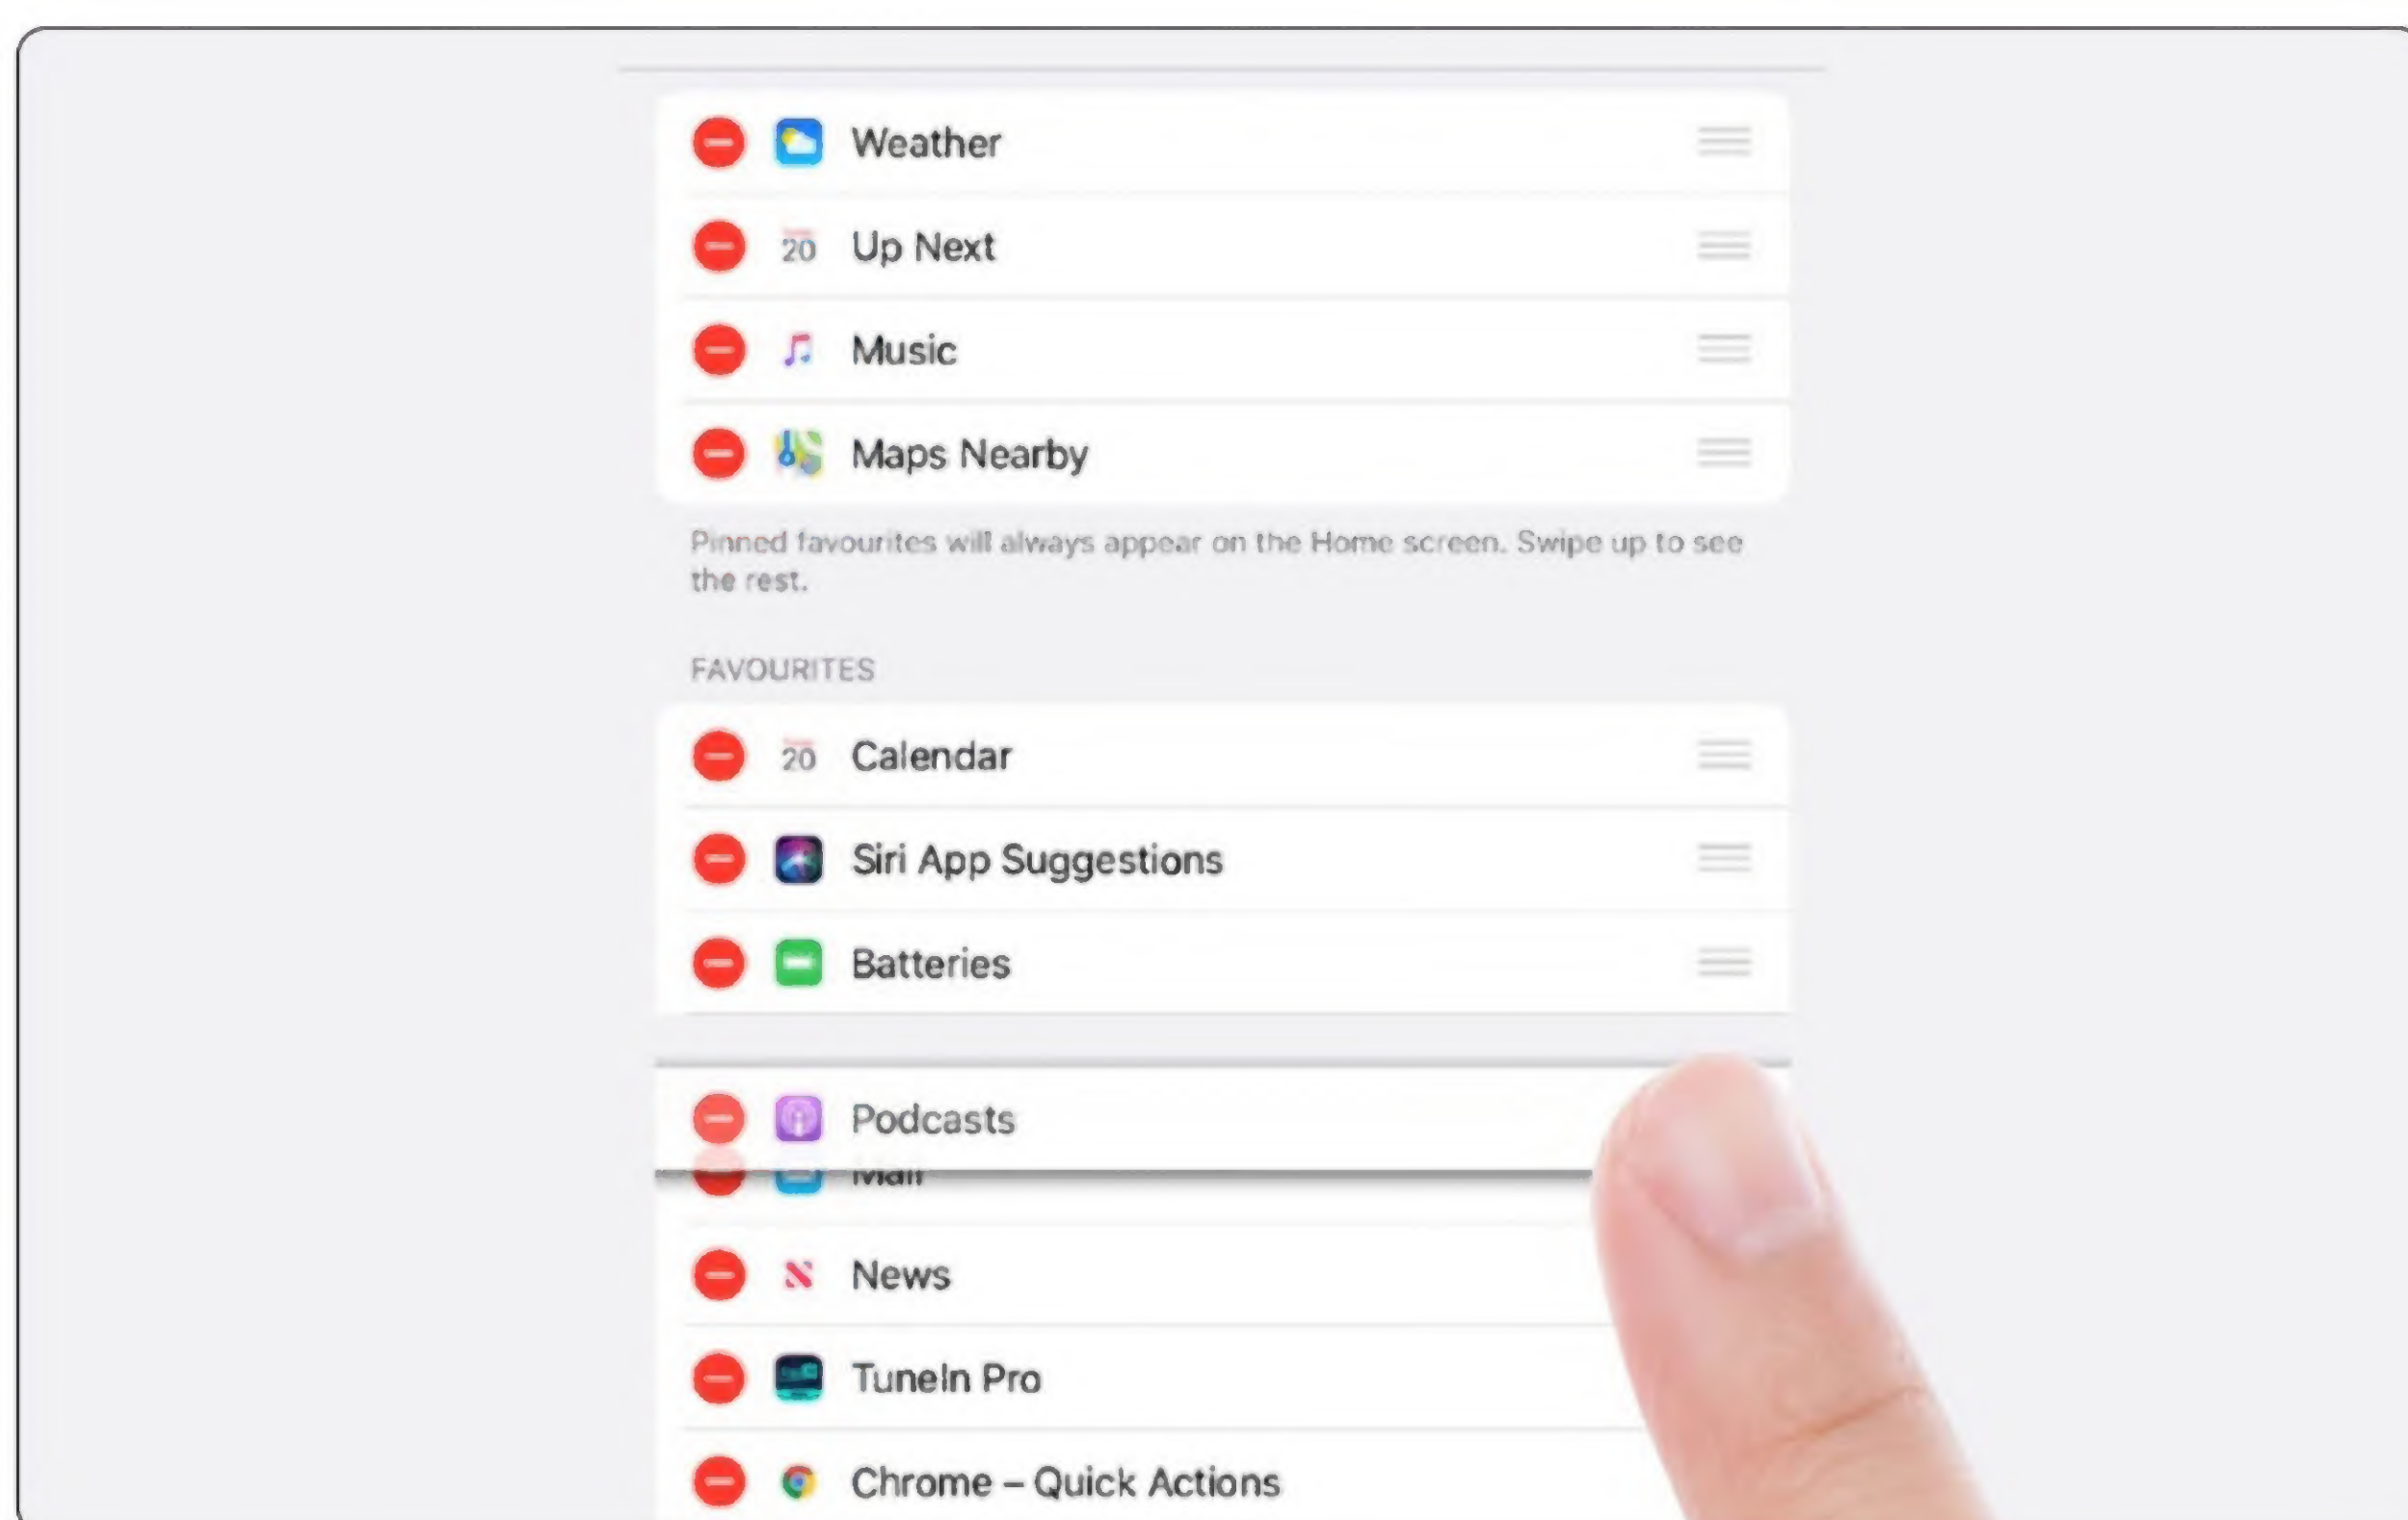 Weather
20 Up Next
Music
Maps Nearby
Pinned favourites will always appear on the Home screen. Swipe up to see
the rest.
FAVOURITES
20 Calendar
Siri App Suggestions
Batteries
Podcasts
Mail
News
TuneIn Pro
Chrome – Quick Actions